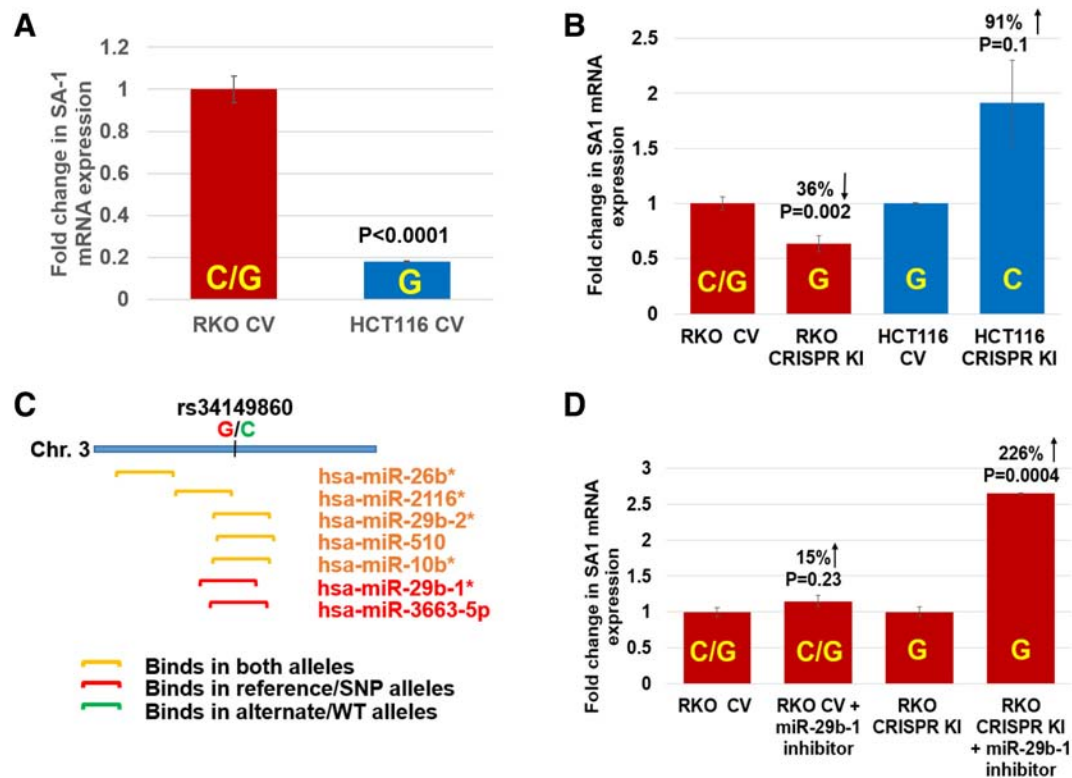 A
Fold change in SA-1
mRNA expression
1.2
1
0.8
0.6
0.4
0.2
0
P<0.0001
C/G
G
RKO CV
HCT116 CV
B
Fold change in SA1 mRNA
expression
2.5
2
1.5
1
0.5
0
36%
P=0.002
91%
P=0.1
C/G
G
G
C
RKO CV
RKO
CRISPR KI
HCT116
CV
HCT116
CRISPR KI
C
rs34149860
G/C
Chr. 3
hsa-miR-26b*
hsa-miR-2116*
hsa-miR-29b-2*
hsa-miR-510
hsa-miR-10b*
hsa-miR-29b-1*
hsa-miR-3663-5p
Binds in both alleles
Binds in reference/SNP alleles
Binds in alternate/WT alleles
D
Fold change in SA1 mRNA
expression
3
2.5
2
1.5
1
0.5
0
15%
P=0.23
226%
P=0.0004
C/G
C/G
G
G
RKO CV
RKO CV +
miR-29b-1
inhibitor
RKO
CRISPR KI
RKO
CRISPR KI
+ miR-29b-1
inhibitor